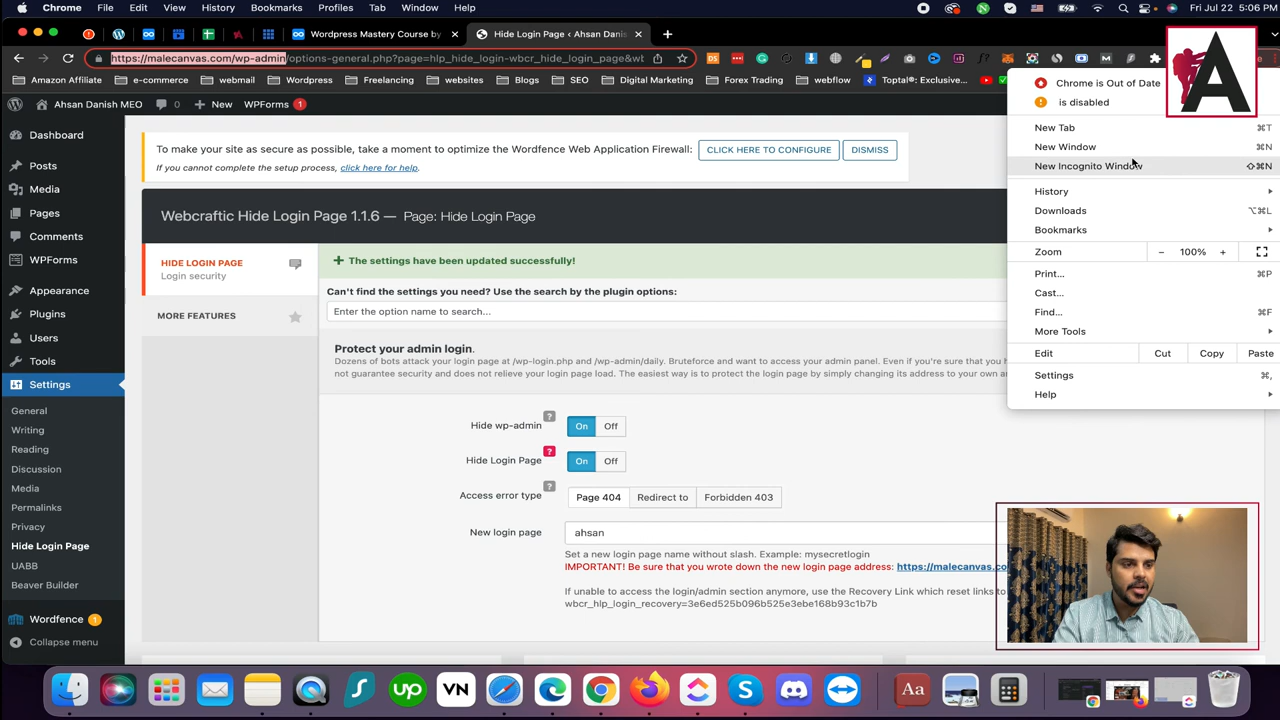 Chrome File Edit View History Bookmarks Profiles Tab Window Help Fri Jul 22 5:06 PM
Wordpress Mastery Course by Hide Login Page ‹ Ahsan Danis
https://malecanvas.com/wp-admin/options-general.php?page=hlp_hide_login-wbcr_hide_login_page&wt
Amazon Affiliate e-commerce webmail Wordpress Freelancing websites Blogs SEO Forex Trading webflow Toptal®: Exclusive...
Ahsan Danish MEO 0 New WPForms 1
A
Chrome is Out of Date
is disabled
New Tab ⌘T
New Window ⌘N
New Incognito Window ⇧⌘N
History
Downloads ⌥⌘L
Bookmarks
Zoom − 100% +
Print... ⌘P
Cast...
Find... ⌘F
More Tools
Edit Cut Copy Paste
Settings ⌘,
Help
Dashboard
Posts
Media
Pages
Comments
WPForms
Appearance
Plugins
Users
Tools
Settings
General
Writing
Reading
Discussion
Media
Permalinks
Privacy
Hide Login Page
UABB
Beaver Builder
Wordfence 1
Collapse menu
To make your site as secure as possible, take a moment to optimize the Wordfence Web Application Firewall: CLICK HERE TO CONFIGURE DISMISS
If you cannot complete the setup process, click here for help.
Webcraftic Hide Login Page 1.1.6 — Page: Hide Login Page
HIDE LOGIN PAGE
Login security
MORE FEATURES
The settings have been updated successfully!
Can't find the settings you need? Use the search by the plugin options:
Enter the option name to search...
Protect your admin login.
Dozens of bots attack your login page at /wp-login.php and /wp-admin/daily. Bruteforce and want to access your admin panel. Even if you're sure that you h
not guarantee security and does not relieve your login page load. The easiest way is to protect the login page by simply changing its address to your own ar
Hide wp-admin ? On Off
Hide Login Page ? On Off
Access error type ? Page 404 Redirect to Forbidden 403
New login page ahsan
Set a new login page name without slash. Example: mysecretlogin
IMPORTANT! Be sure that you wrote down the new login page address: https://malecanvas.co
If unable to access the login/admin section anymore, use the Recovery Link which reset links to
wbcr_hlp_login_recovery=3e6ed525b096b525e3ebe168b93c1b7b
up VN Aa